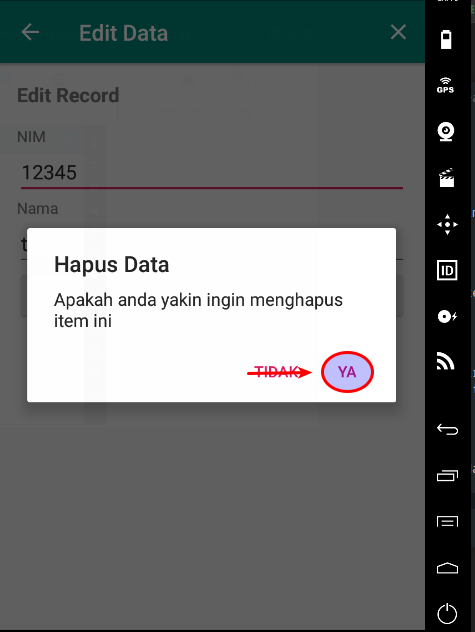 Edit Data
Edit Record
NIM
12345
Nama
t
Hapus Data
Apakah anda yakin ingin menghapus
item ini
TIDAK YA
GPS
ID